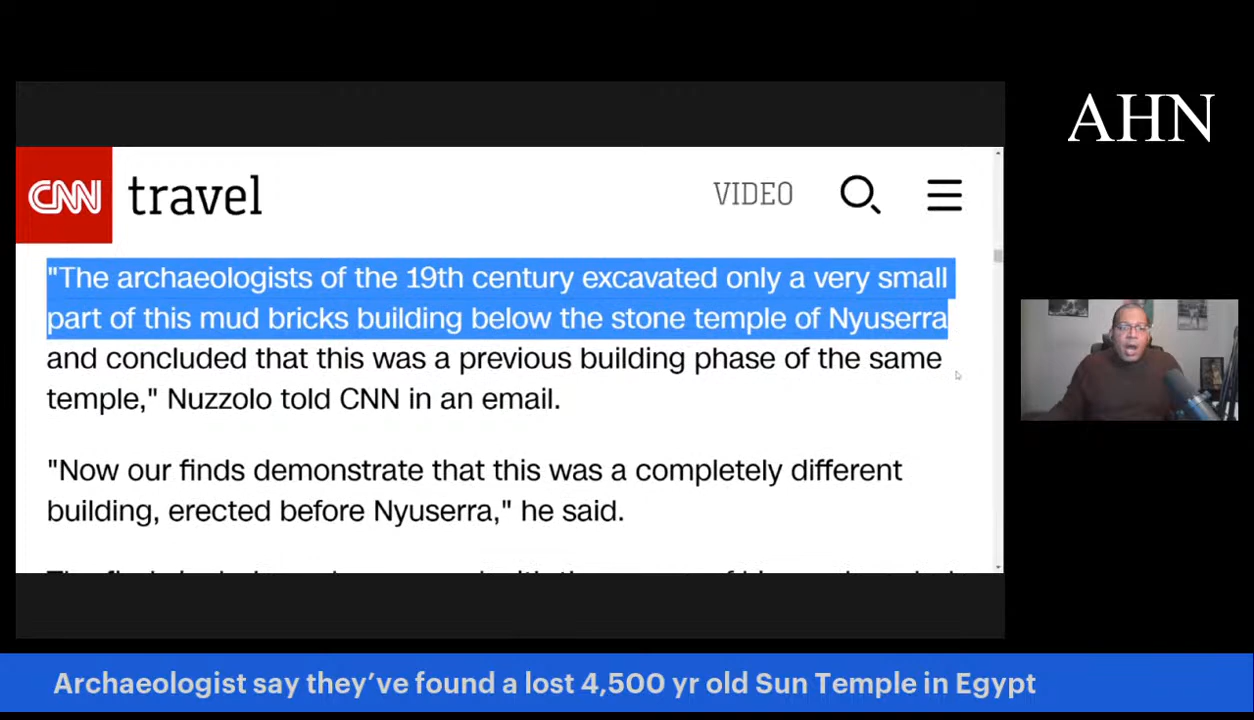 AHN
CNN travel VIDEO
"The archaeologists of the 19th century excavated only a very small
part of this mud bricks building below the stone temple of Nyuserra
and concluded that this was a previous building phase of the same
temple," Nuzzolo told CNN in an email.
"Now our finds demonstrate that this was a completely different
building, erected before Nyuserra," he said.
Archaeologist say they've found a lost 4,500 yr old Sun Temple in Egypt